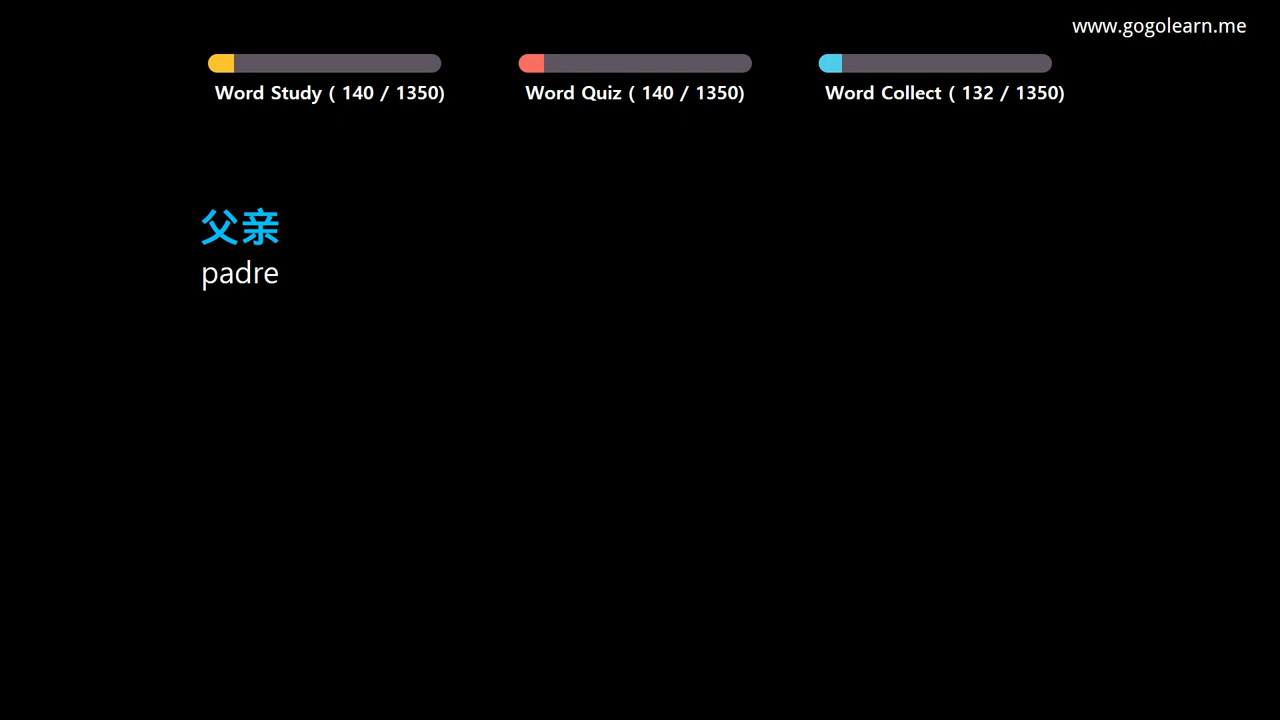 www.gogolearn.me
Word Study ( 140 / 1350)
Word Quiz ( 140 / 1350)
Word Collect ( 132 / 1350)
父亲
padre